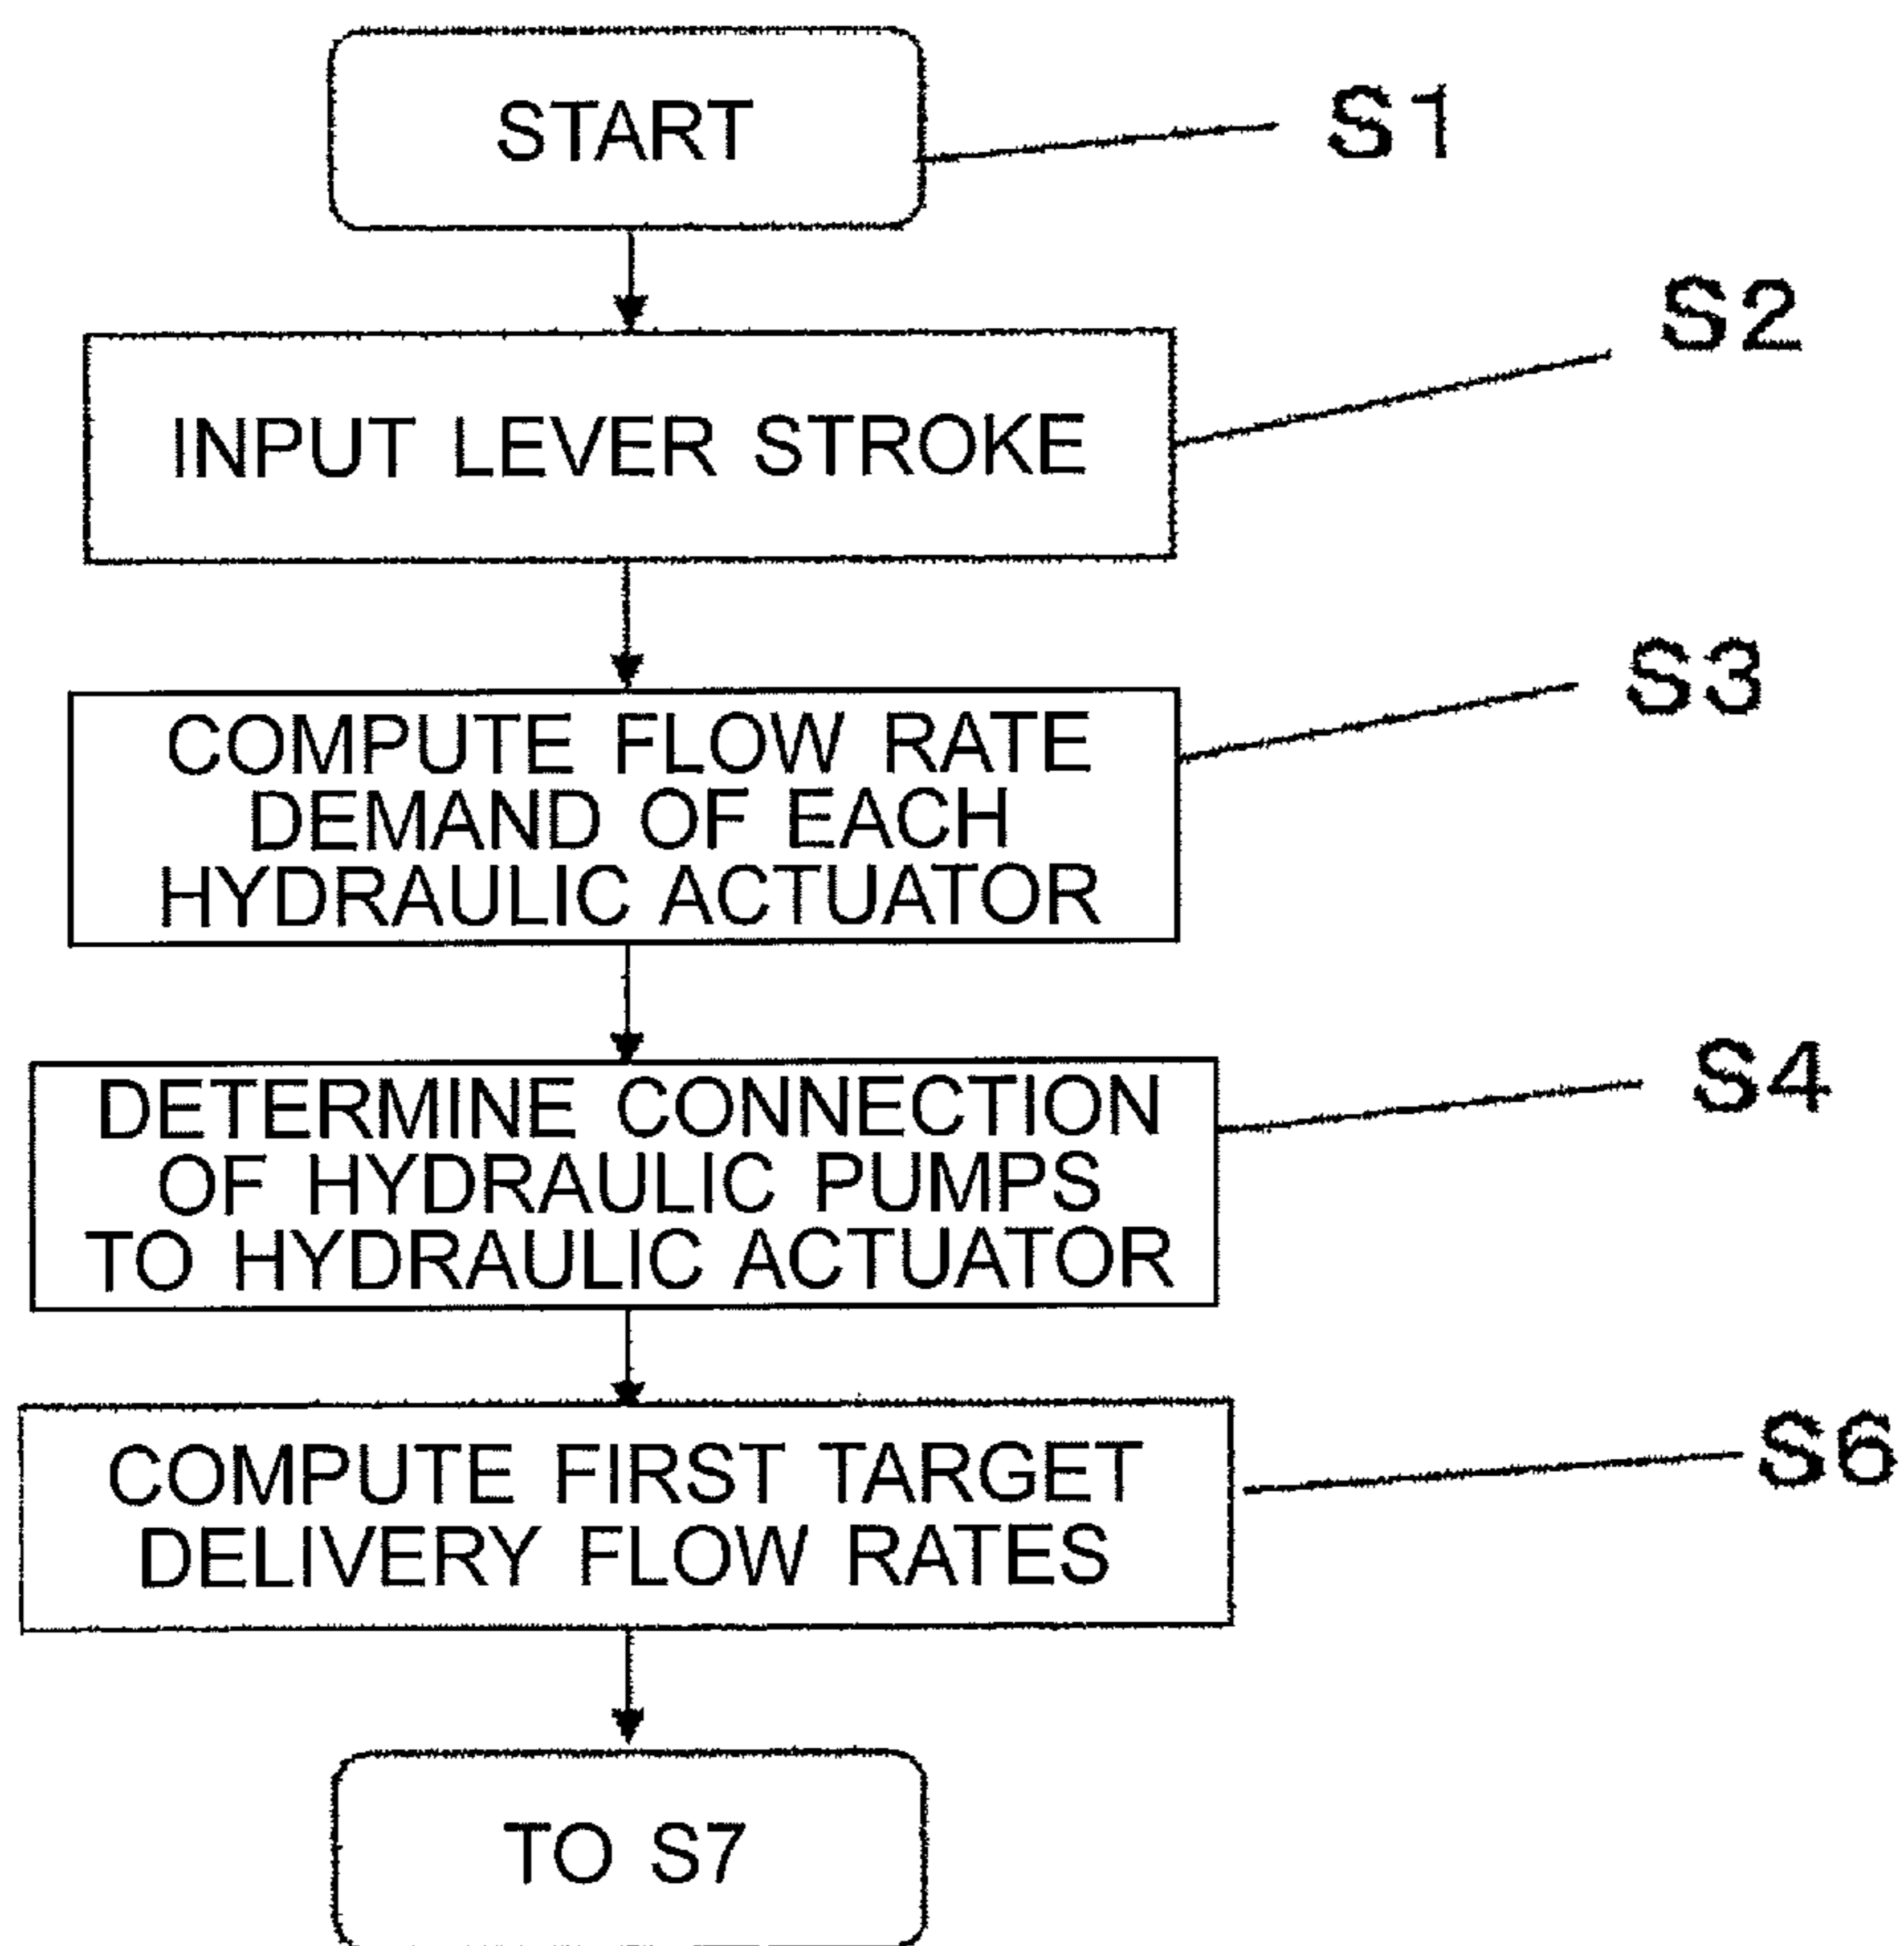 START
S1
INPUT LEVER STROKE
S2
COMPUTE FLOW RATE
DEMAND OF EACH
HYDRAULIC ACTUATOR
S3
DETERMINE CONNECTION
OF HYDRAULIC PUMPS
TO HYDRAULIC ACTUATOR
S4
COMPUTE FIRST TARGET
DELIVERY FLOW RATES
S6
TO S7